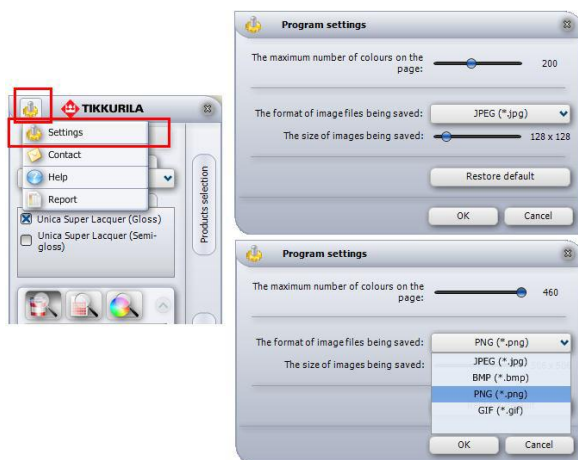 TIKKURILA
Settings
Contact
Help
Report
Unica Super Lacquer (Gloss)
Unica Super Lacquer (Semi-
gloss)
Products selection
Program settings
The maximum number of colours on the
page:
200
The format of image files being saved:
JPEG (*.jpg)
The size of images being saved:
128 x 128
Restore default
OK
Cancel
Program settings
The maximum number of colours on the
page:
460
The format of image files being saved:
PNG (*.png)
The size of images being saved:
JPEG (*.jpg)
BMP (*.bmp)
PNG (*.png)
GIF (*.gif)
OK
Cancel